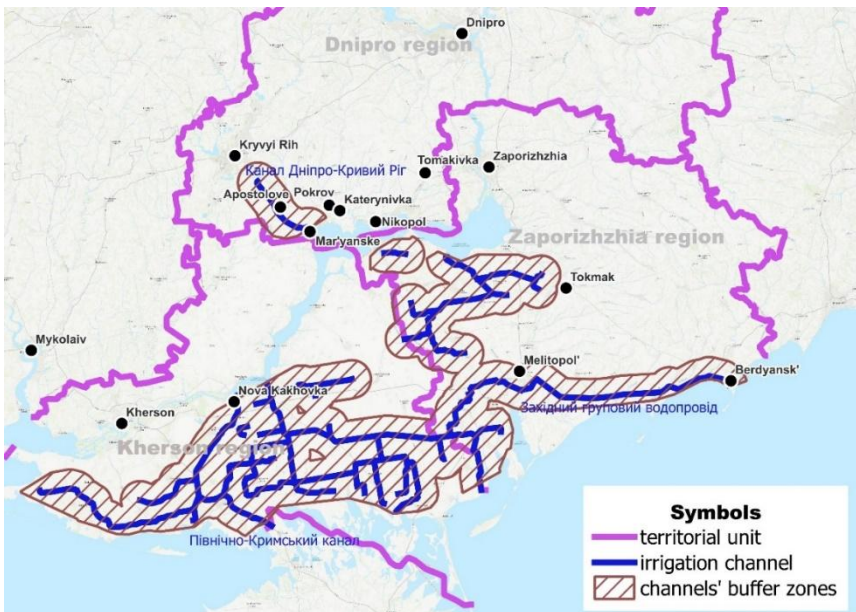 Dnipro
Dnipro region
Kryvyi Rih
Канал Дніпро-Кривий Ріг
Tomakivka
Zaporizhzhia
Apostolove
Pokrov
Katerynivka
Nikopol
Mar'yanske
Zaporizhzhia region
Tokmak
Mykolaiv
Melitopol'
Berdyans'k'
Nova Kakhovka
Західний груповий водопровід
Kherson
Kherson region
Північно-Кримський канал
Symbols
territorial unit
irrigation channel
channels' buffer zones